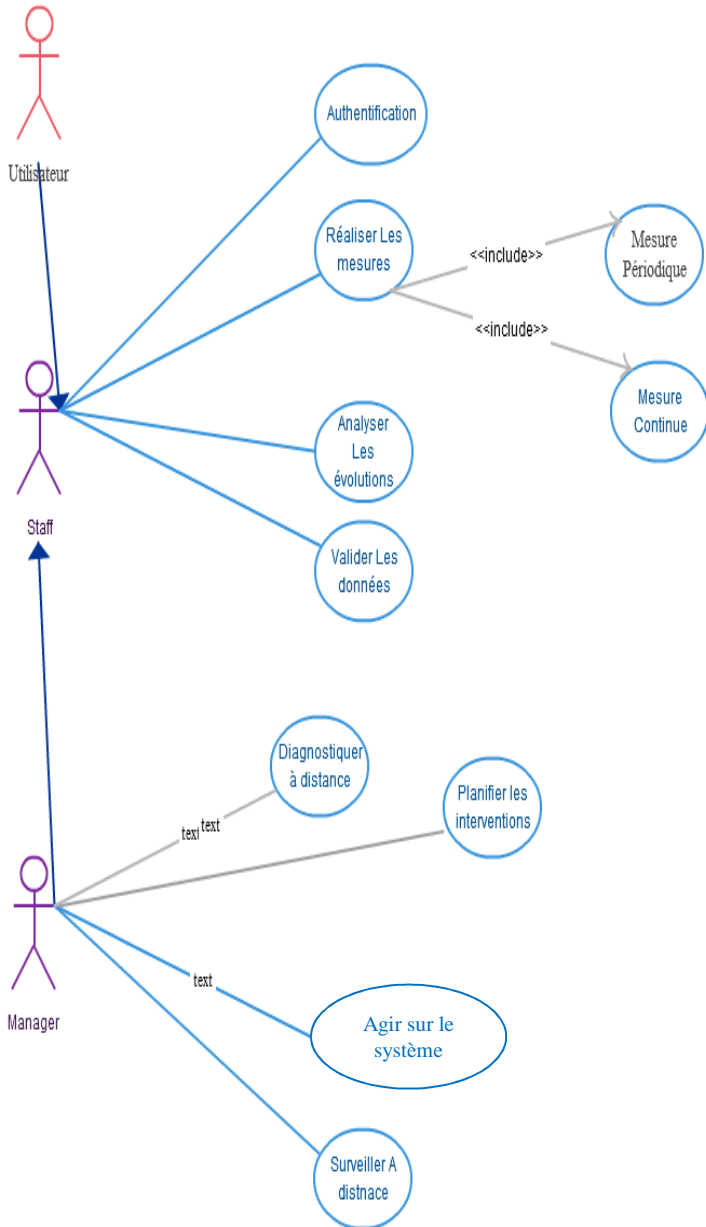 Utilisateur
Authentification
Réaliser Les
mesures
<<include>>
Mesure
Périodique
<<include>>
Mesure
Continue
Staff
Analyser
Les
évolutions
Valider Les
données
Diagnostiquer
à distance
Planifier les
interventions
text
text
Manager
text
Agir sur le
système
Surveiller A
distnace